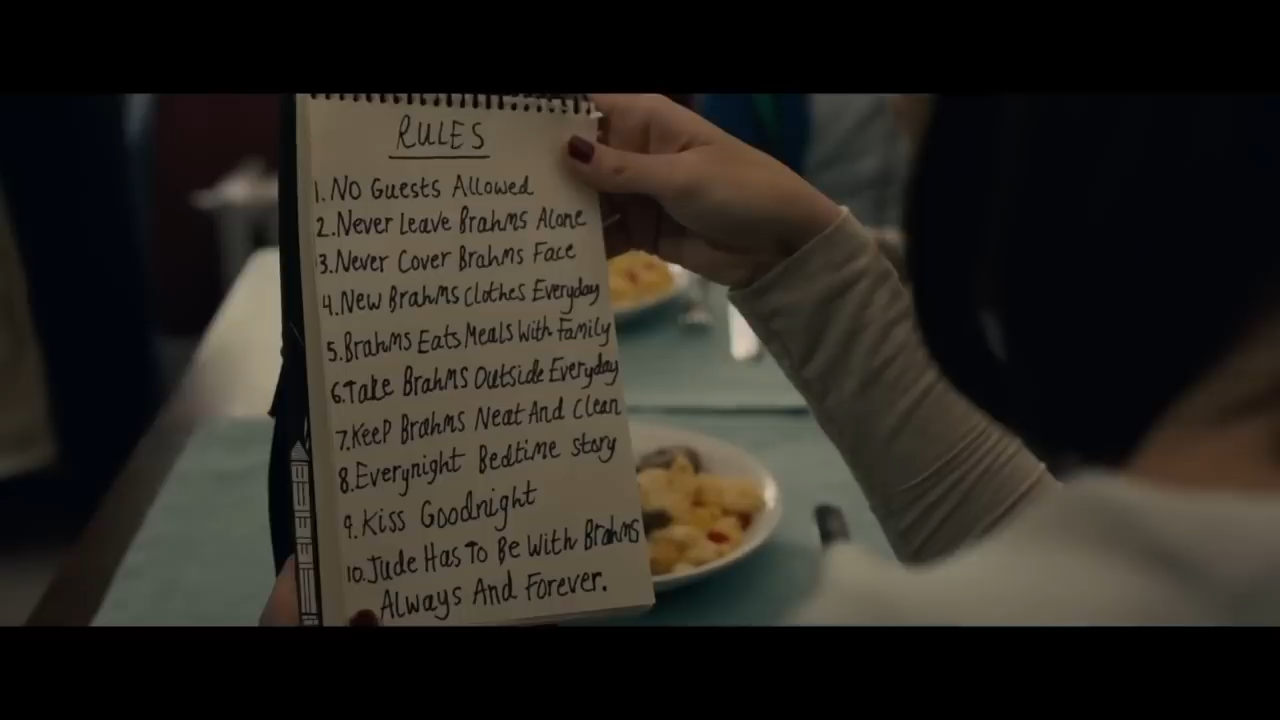 RULES
1. No Guests Allowed
2. Never Leave Brahms Alone
3. Never Cover Brahms Face
4. New Brahms Clothes Everyday
5. Brahms Eats Meals With Family
6. Take Brahms Outside Everyday
7. Keep Brahms Neat And Clean
8. Everynight Bedtime Story
9. Kiss Goodnight
10. Jude Has To Be With Brahms
Always And Forever.